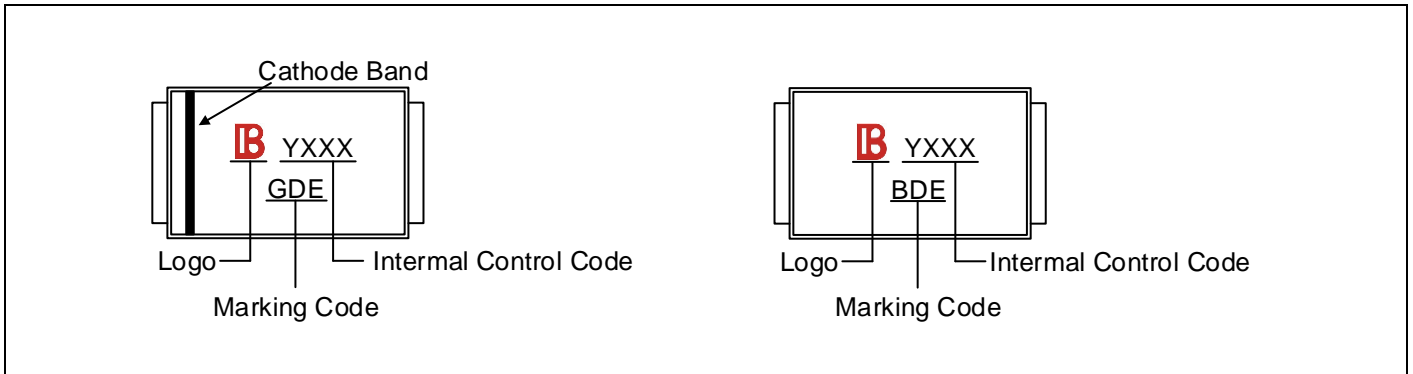 Cathode Band
B YXXX
GDE
Logo
Intermal Control Code
Marking Code
B YXXX
BDE
Logo
Intermal Control Code
Marking Code